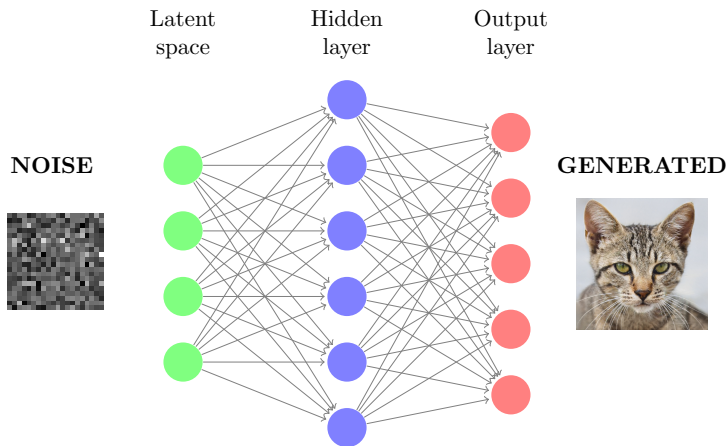 Latent
space
Hidden
layer
Output
layer
NOISE
GENERATED